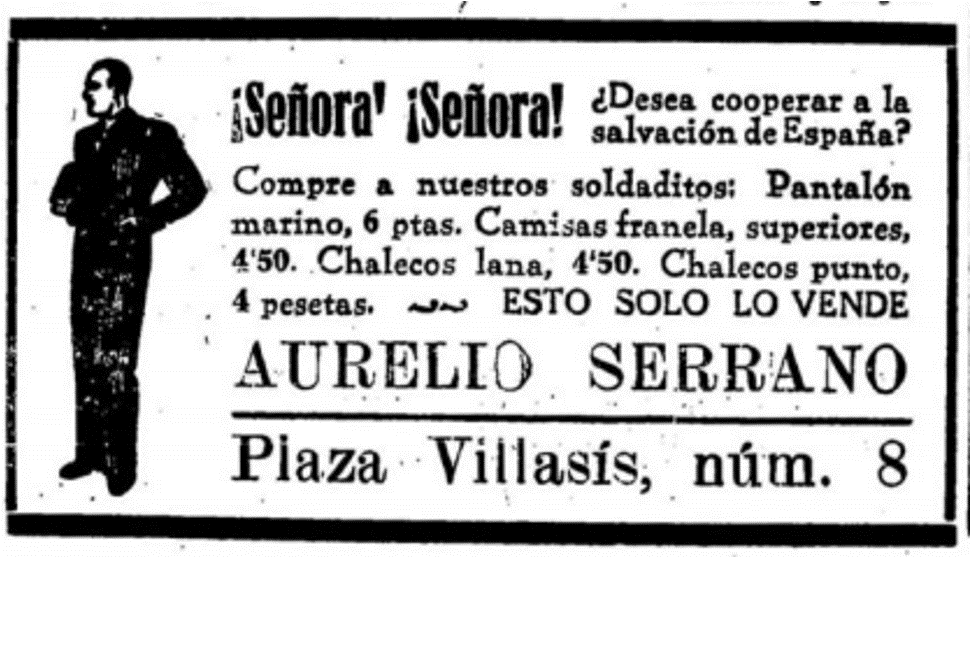 ¡Señora! ¡Señora! ¿Desea cooperar a la
salvación de España?
Compre a nuestros soldaditos: Pantalón
marino, 6 ptas. Camisas franela, superiores,
4'50. Chalecos lana, 4'50. Chalecos punto,
4 pesetas. ESTO SOLO LO VENDE
AURELIO SERRANO
Plaza Villasís, núm. 8